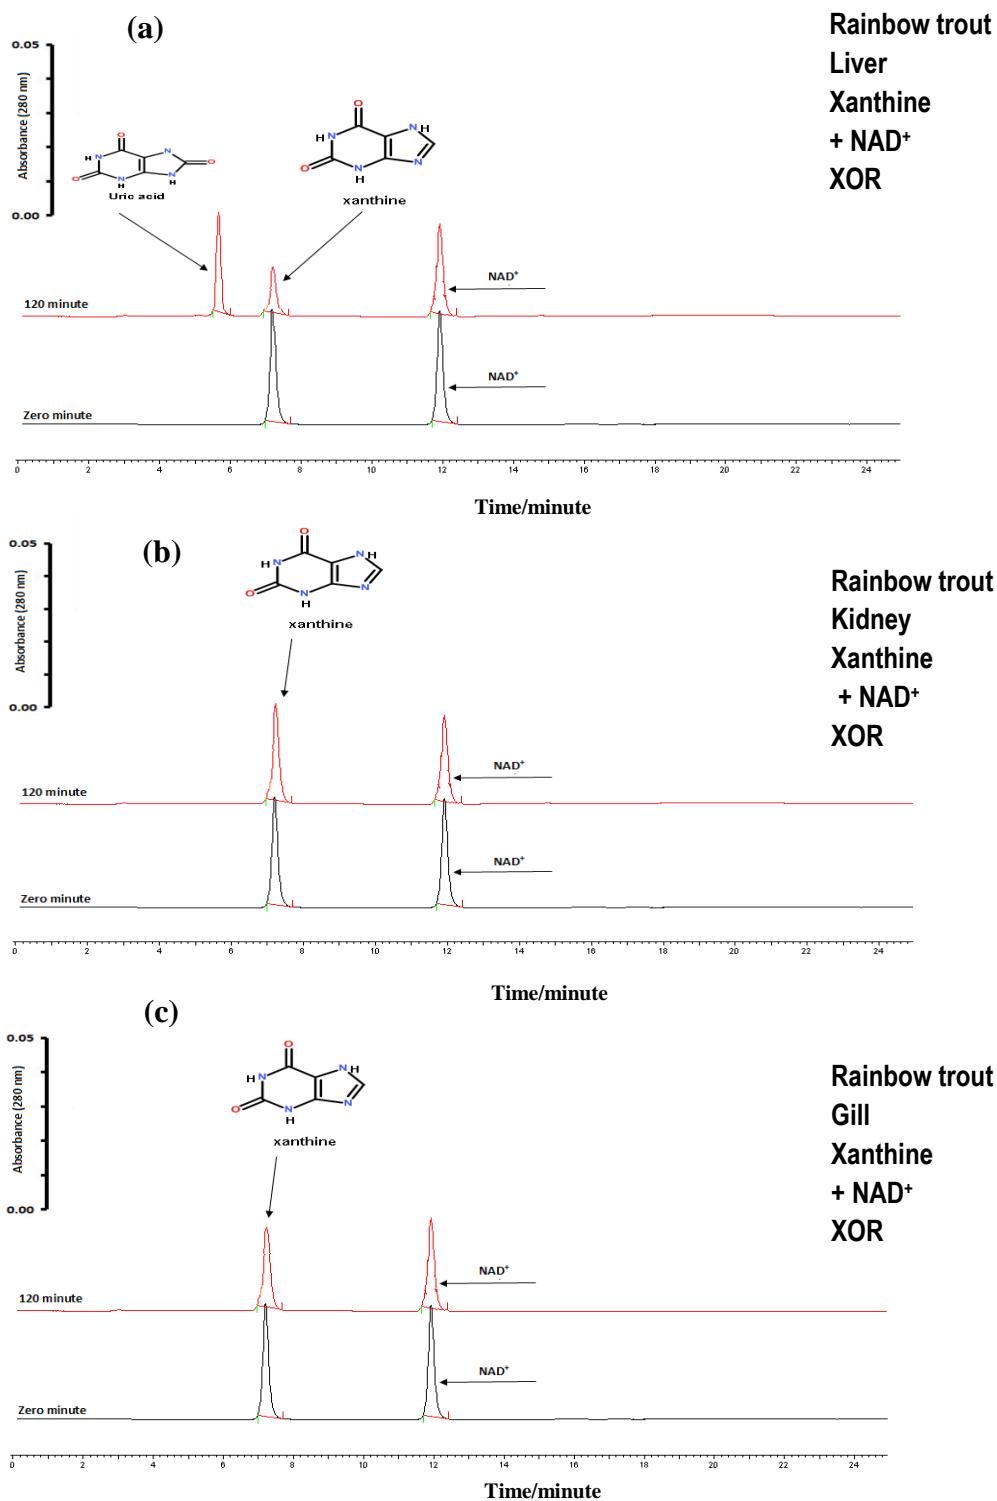 (a)
Rainbow trout
Liver
Xanthine
+ NAD⁺
XOR
0.05
Absorbance (280 nm)
0.00
O
H N
N H
O
N
N
H
xanthine
O
H N
N
O
O
N
H
N
H
Uric acid
NAD⁺
120 minute
NAD⁺
Zero minute
0 2 4 6 8 10 12 14 16 18 20 22 24
Time/minute
(b)
Rainbow trout
Kidney
Xanthine
+ NAD⁺
XOR
0.05
Absorbance (280 nm)
0.00
O
H N
N H
O
N
N
H
xanthine
NAD⁺
120 minute
NAD⁺
Zero minute
0 2 4 6 8 10 12 14 16 18 20 22 24
Time/minute
(c)
Rainbow trout
Gill
Xanthine
+ NAD⁺
XOR
0.05
Absorbance (280 nm)
0.00
O
H N
N H
O
N
N
H
xanthine
NAD⁺
120 minute
NAD⁺
Zero minute
0 2 4 6 8 10 12 14 16 18 20 22 24
Time/minute